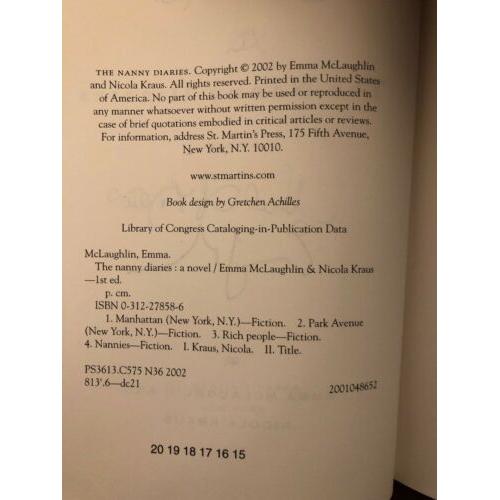 THE NANNY DIARIES. Copyright © 2002 by Emma McLaughlin
and Nicola Kraus. All rights reserved. Printed in the United States
of America. No part of this book may be used or reproduced in
any manner whatsoever without written permission except in the
case of brief quotations embodied in critical articles or reviews.
For information, address St. Martin's Press, 175 Fifth Avenue,
New York, N.Y. 10010.
www.stmartins.com
Book design by Gretchen Achilles
Library of Congress Cataloging-in-Publication Data
McLaughlin, Emma.
The nanny diaries : a novel / Emma McLaughlin & Nicola Kraus
—1st ed.
p. cm.
ISBN 0-312-27858-6
1. Manhattan (New York, N.Y.)—Fiction. 2. Park Avenue
(New York, N.Y.)—Fiction. 3. Rich people—Fiction.
4. Nannies—Fiction. I. Kraus, Nicola. II. Title.
PS3613.C575 N36 2002
813'.6—dc21
2001048652
20 19 18 17 16 15